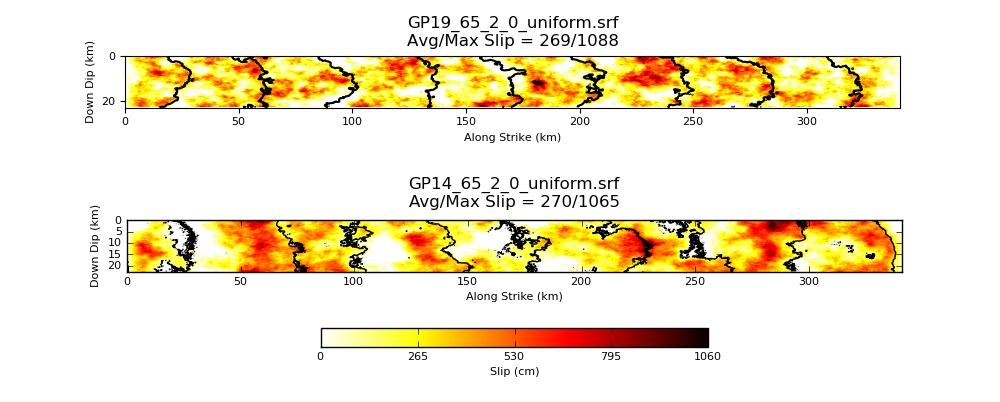 GP19_65_2_0_uniform.srf
Avg/Max Slip = 269/1088
Down Dip (km)
0
20
0 50 100 150 200 250 300
Along Strike (km)
GP14_65_2_0_uniform.srf
Avg/Max Slip = 270/1065
Down Dip (km)
0
5
10
15
20
0 50 100 150 200 250 300
Along Strike (km)
0 265 530 795 1060
Slip (cm)